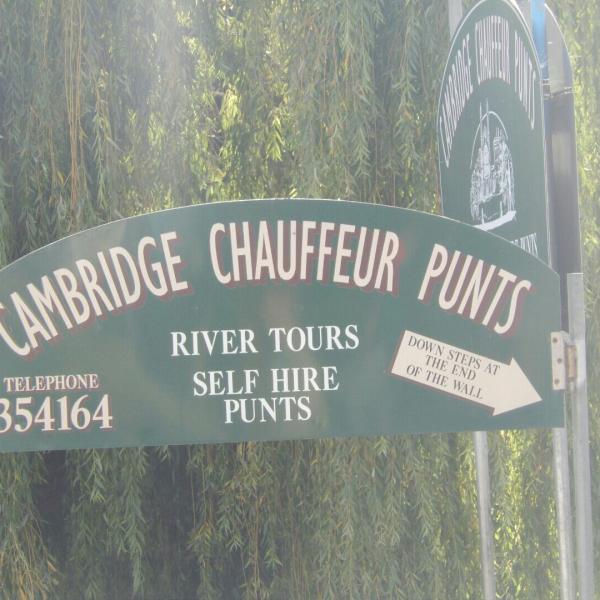 CAMBRIDGE CHAUFFEUR PUNTS
CAMBRIDGE CHAUFFEUR PUNTS
RIVER TOURS
SELF HIRE
PUNTS
TELEPHONE
354164
DOWN STEPS AT
THE END
OF THE WALL